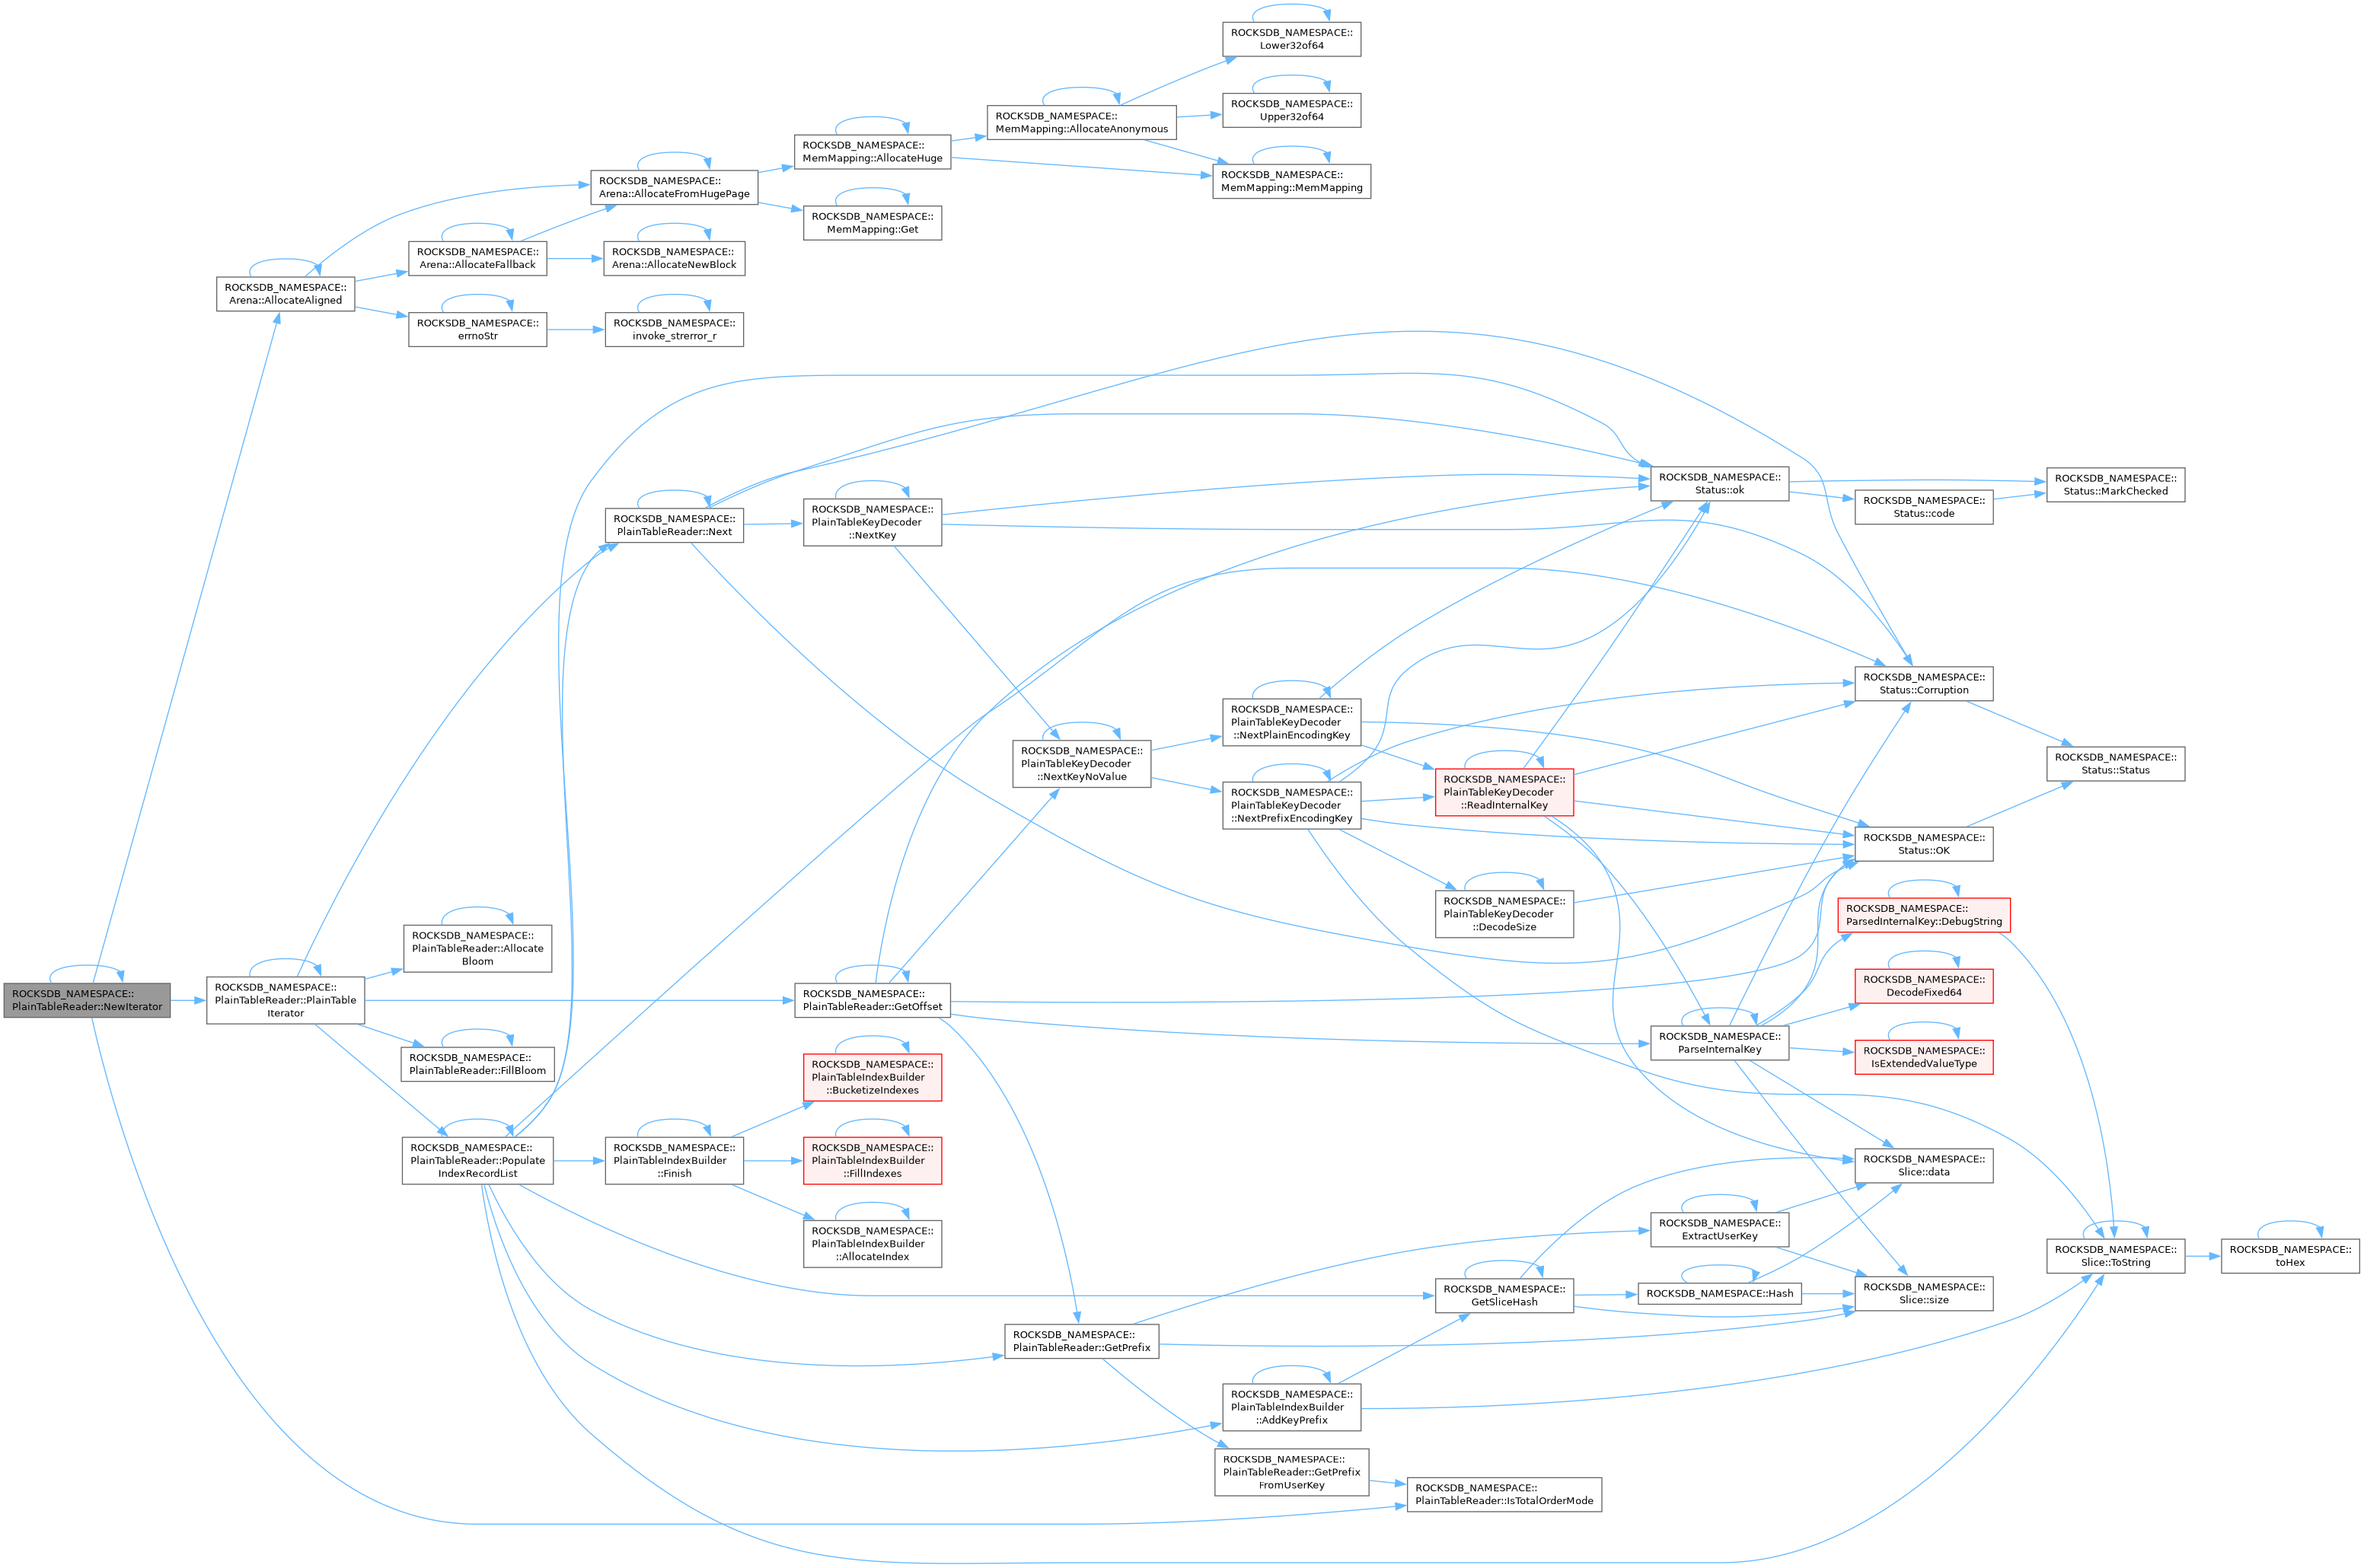 ROCKSDB_NAMESPACE::
Lower32of64
ROCKSDB_NAMESPACE::
Upper32of64
ROCKSDB_NAMESPACE::
MemMapping::AllocateAnonymous
ROCKSDB_NAMESPACE::
MemMapping::AllocateHuge
ROCKSDB_NAMESPACE::
MemMapping::MemMapping
ROCKSDB_NAMESPACE::
Arena::AllocateFromHugePage
ROCKSDB_NAMESPACE::
MemMapping::Get
ROCKSDB_NAMESPACE::
Arena::AllocateFallback
ROCKSDB_NAMESPACE::
Arena::AllocateNewBlock
ROCKSDB_NAMESPACE::
Arena::AllocateAligned
ROCKSDB_NAMESPACE::
errnoStr
ROCKSDB_NAMESPACE::
invoke_strerror_r
ROCKSDB_NAMESPACE::
Status::ok
ROCKSDB_NAMESPACE::
Status::MarkChecked
ROCKSDB_NAMESPACE::
Status::code
ROCKSDB_NAMESPACE::
PlainTableReader::Next
ROCKSDB_NAMESPACE::
PlainTableKeyDecoder
::NextKey
ROCKSDB_NAMESPACE::
Status::Corruption
ROCKSDB_NAMESPACE::
PlainTableKeyDecoder
::NextPlainEncodingKey
ROCKSDB_NAMESPACE::
PlainTableKeyDecoder
::NextKeyNoValue
ROCKSDB_NAMESPACE::
Status::Status
ROCKSDB_NAMESPACE::
PlainTableKeyDecoder
::NextPrefixEncodingKey
ROCKSDB_NAMESPACE::
PlainTableKeyDecoder
::ReadInternalKey
ROCKSDB_NAMESPACE::
Status::OK
ROCKSDB_NAMESPACE::
PlainTableKeyDecoder
::DecodeSize
ROCKSDB_NAMESPACE::
ParsedInternalKey::DebugString
ROCKSDB_NAMESPACE::
PlainTableReader::Allocate
Bloom
ROCKSDB_NAMESPACE::
DecodeFixed64
ROCKSDB_NAMESPACE::
PlainTableReader::NewIterator
ROCKSDB_NAMESPACE::
PlainTableReader::PlainTable
Iterator
ROCKSDB_NAMESPACE::
PlainTableReader::GetOffset
ROCKSDB_NAMESPACE::
ParseInternalKey
ROCKSDB_NAMESPACE::
IsExtendedValueType
ROCKSDB_NAMESPACE::
PlainTableReader::FillBloom
ROCKSDB_NAMESPACE::
PlainTableIndexBuilder
::BucketizeIndexes
ROCKSDB_NAMESPACE::
PlainTableReader::Populate
IndexRecordList
ROCKSDB_NAMESPACE::
PlainTableIndexBuilder
::Finish
ROCKSDB_NAMESPACE::
PlainTableIndexBuilder
::FillIndexes
ROCKSDB_NAMESPACE::
Slice::data
ROCKSDB_NAMESPACE::
PlainTableIndexBuilder
::AllocateIndex
ROCKSDB_NAMESPACE::
ExtractUserKey
ROCKSDB_NAMESPACE::
Slice::ToString
ROCKSDB_NAMESPACE::
toHex
ROCKSDB_NAMESPACE::
GetSliceHash
ROCKSDB_NAMESPACE::Hash
ROCKSDB_NAMESPACE::
Slice::size
ROCKSDB_NAMESPACE::
PlainTableReader::GetPrefix
ROCKSDB_NAMESPACE::
PlainTableIndexBuilder
::AddKeyPrefix
ROCKSDB_NAMESPACE::
PlainTableReader::GetPrefix
FromUserKey
ROCKSDB_NAMESPACE::
PlainTableReader::IsTotalOrderMode